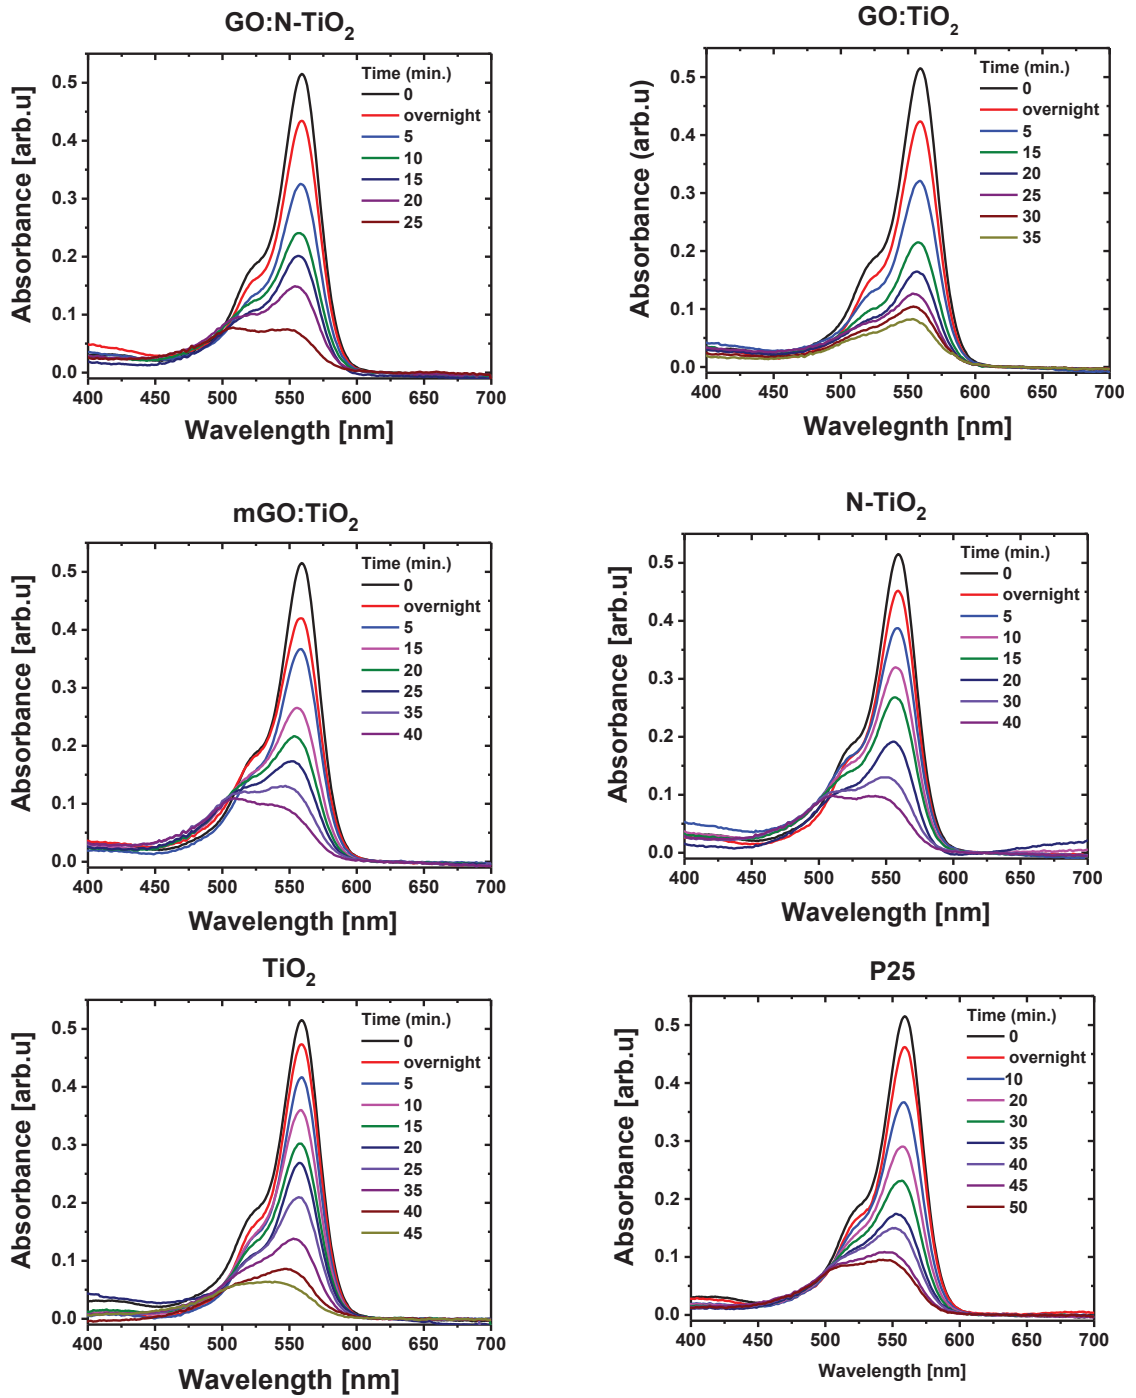 GO:N-TiO2
Absorbance [arb.u]
0.5
0.4
0.3
0.2
0.1
0.0
Time (min.)
0
overnight
5
10
15
20
25
400 450 500 550 600 650 700
Wavelength [nm]
GO:TiO2
Absorbance (arb.u)
0.5
0.4
0.3
0.2
0.1
0.0
Time (min.)
0
overnight
5
15
20
25
30
35
400 450 500 550 600 650 700
Wavelegnth [nm]
mGO:TiO2
Absorbance [arb.u]
0.5
0.4
0.3
0.2
0.1
0.0
Time (min.)
0
overnight
5
15
20
25
35
40
400 450 500 550 600 650 700
Wavelength [nm]
N-TiO2
Absorbance [arb.u]
0.5
0.4
0.3
0.2
0.1
0.0
Time (min.)
0
overnight
5
10
15
20
30
40
400 450 500 550 600 650 700
Wavelength [nm]
TiO2
Absorbance [arb.u]
0.5
0.4
0.3
0.2
0.1
0.0
Time (min.)
0
overnight
5
10
15
20
25
35
40
45
400 450 500 550 600 650 700
Wavelength [nm]
P25
Absorbance [arb.u]
0.5
0.4
0.3
0.2
0.1
0.0
Time (min.)
0
overnight
10
20
30
35
40
45
50
400 450 500 550 600 650 700
Wavelength [nm]